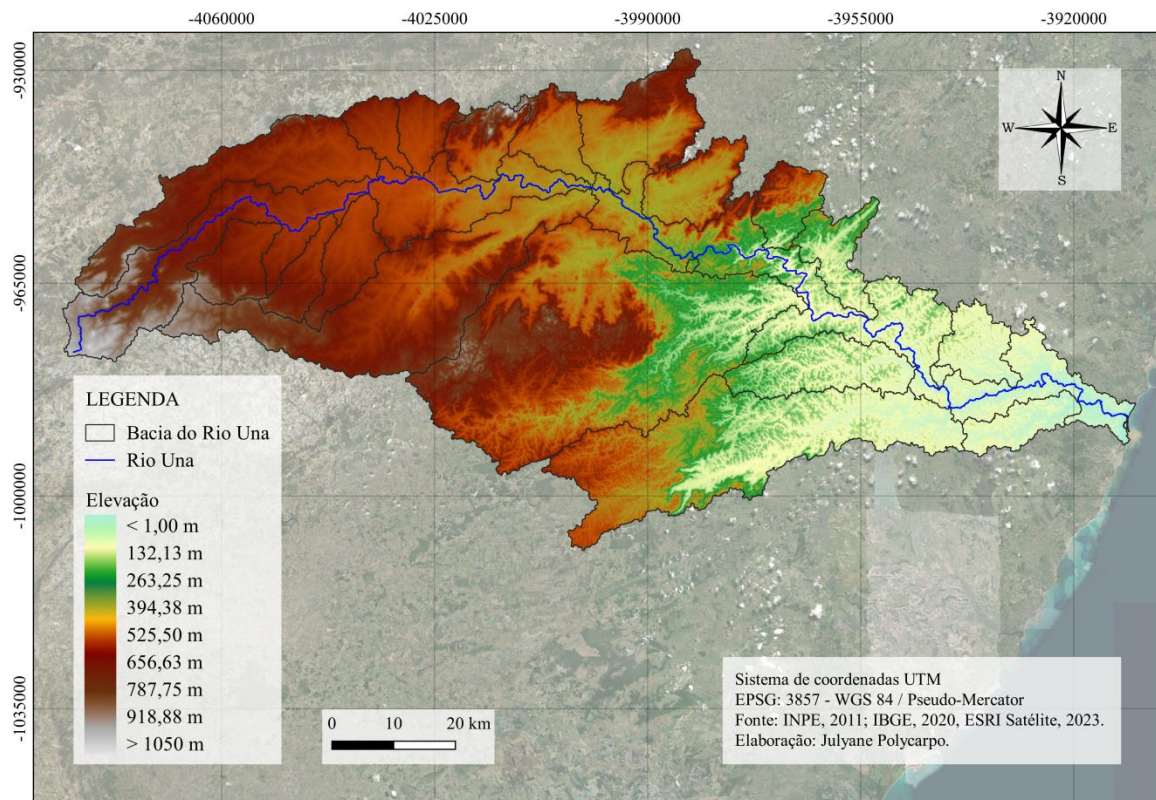 -4060000 -4025000 -3990000 -3955000 -3920000
-930000
-965000
-1000000
-1035000
N
W E
S
LEGENDA
Bacia do Rio Una
Rio Una
Elevação
< 1,00 m
132,13 m
263,25 m
394,38 m
525,50 m
656,63 m
787,75 m
918,88 m
> 1050 m
0 10 20 km
Sistema de coordenadas UTM
EPSG: 3857 - WGS 84 / Pseudo-Mercator
Fonte: INPE, 2011; IBGE, 2020, ESRI Satélite, 2023.
Elaboração: Julyane Polycarpo.